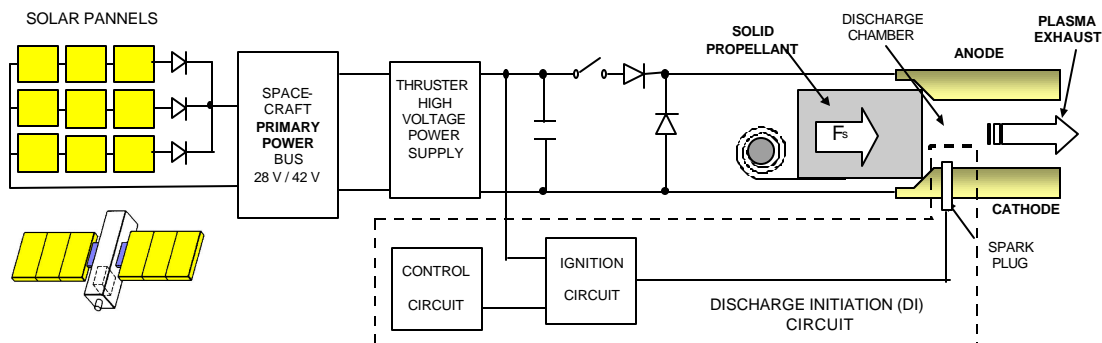 SOLAR PANNELS
SPACE-
CRAFT
PRIMARY
POWER
BUS
28 V / 42 V
THRUSTER
HIGH
VOLTAGE
POWER
SUPPLY
SOLID
PROPELLANT
Fs
DISCHARGE
CHAMBER
ANODE
PLASMA
EXHAUST
CATHODE
SPARK
PLUG
CONTROL
CIRCUIT
IGNITION
CIRCUIT
DISCHARGE INITIATION (DI)
CIRCUIT